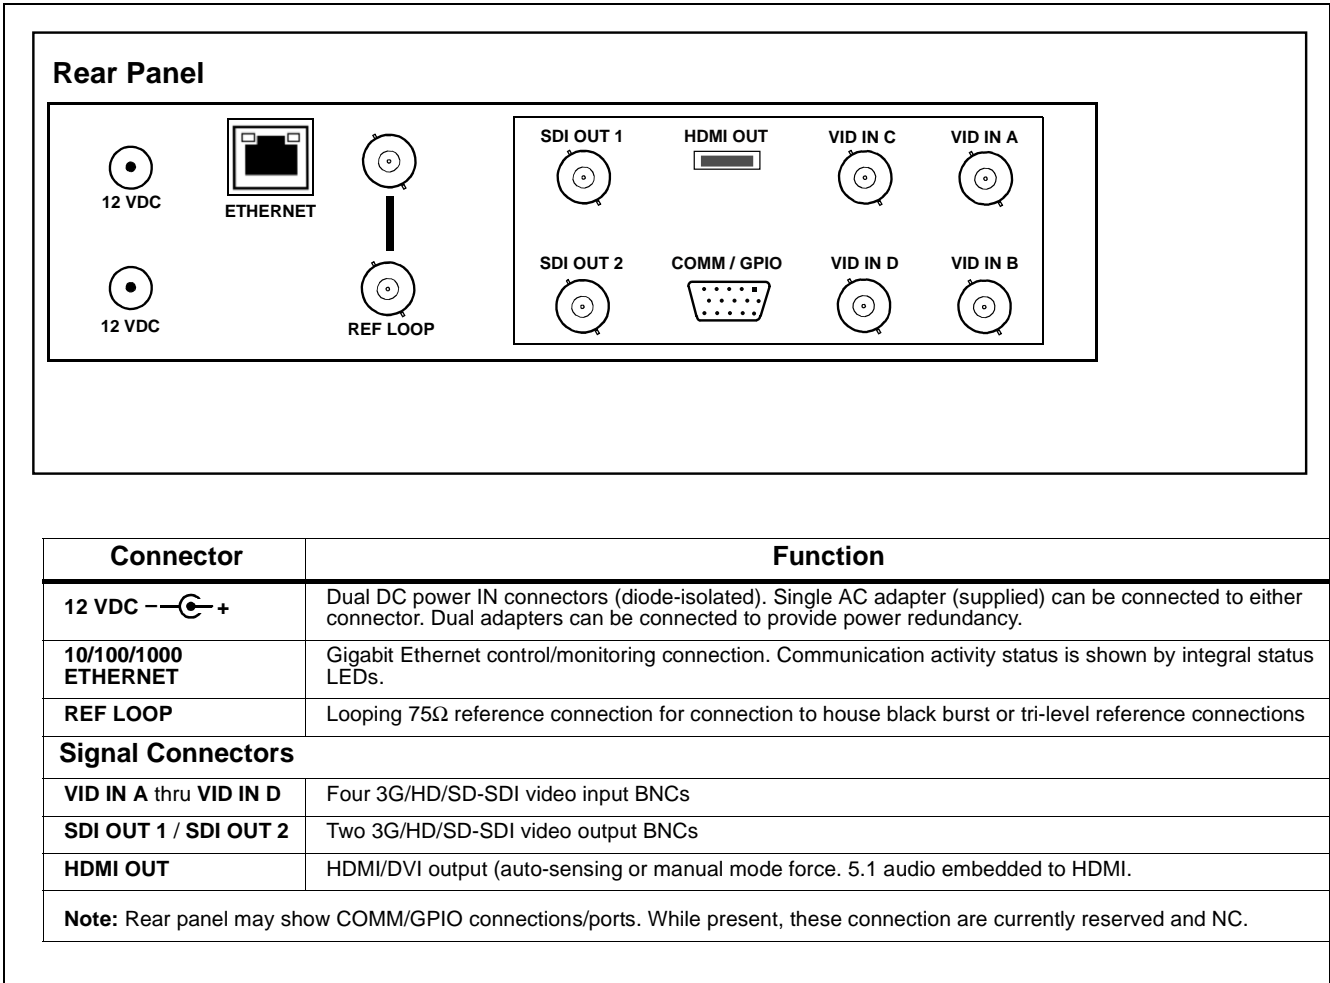 Rear Panel
SDI OUT 1 HDMI OUT VID IN C VID IN A
12 VDC ETHERNET
SDI OUT 2 COMM / GPIO VID IN D VID IN B
12 VDC REF LOOP
Connector Function
12 VDC – + Dual DC power IN connectors (diode-isolated). Single AC adapter (supplied) can be connected to either
connector. Dual adapters can be connected to provide power redundancy.
10/100/1000 Gigabit Ethernet control/monitoring connection. Communication activity status is shown by integral status
ETHERNET LEDs.
REF LOOP Looping 75Ω reference connection for connection to house black burst or tri-level reference connections
Signal Connectors
VID IN A thru VID IN D Four 3G/HD/SD-SDI video input BNCs
SDI OUT 1 / SDI OUT 2 Two 3G/HD/SD-SDI video output BNCs
HDMI OUT HDMI/DVI output (auto-sensing or manual mode force. 5.1 audio embedded to HDMI.
Note: Rear panel may show COMM/GPIO connections/ports. While present, these connection are currently reserved and NC.